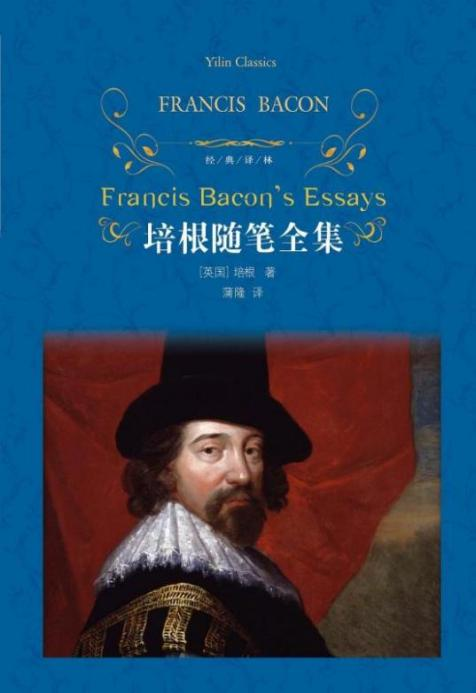 Yilin Classics
FRANCIS BACON
经/典/译/林
Francis Bacon's Essays
培根随笔全集
[英国] 培根 著
蒲隆 译